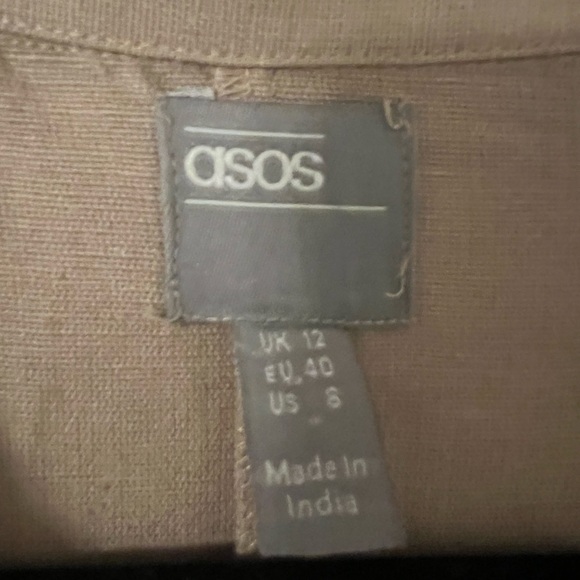 asos
UK 12
EU 40
US 8
Made In
India